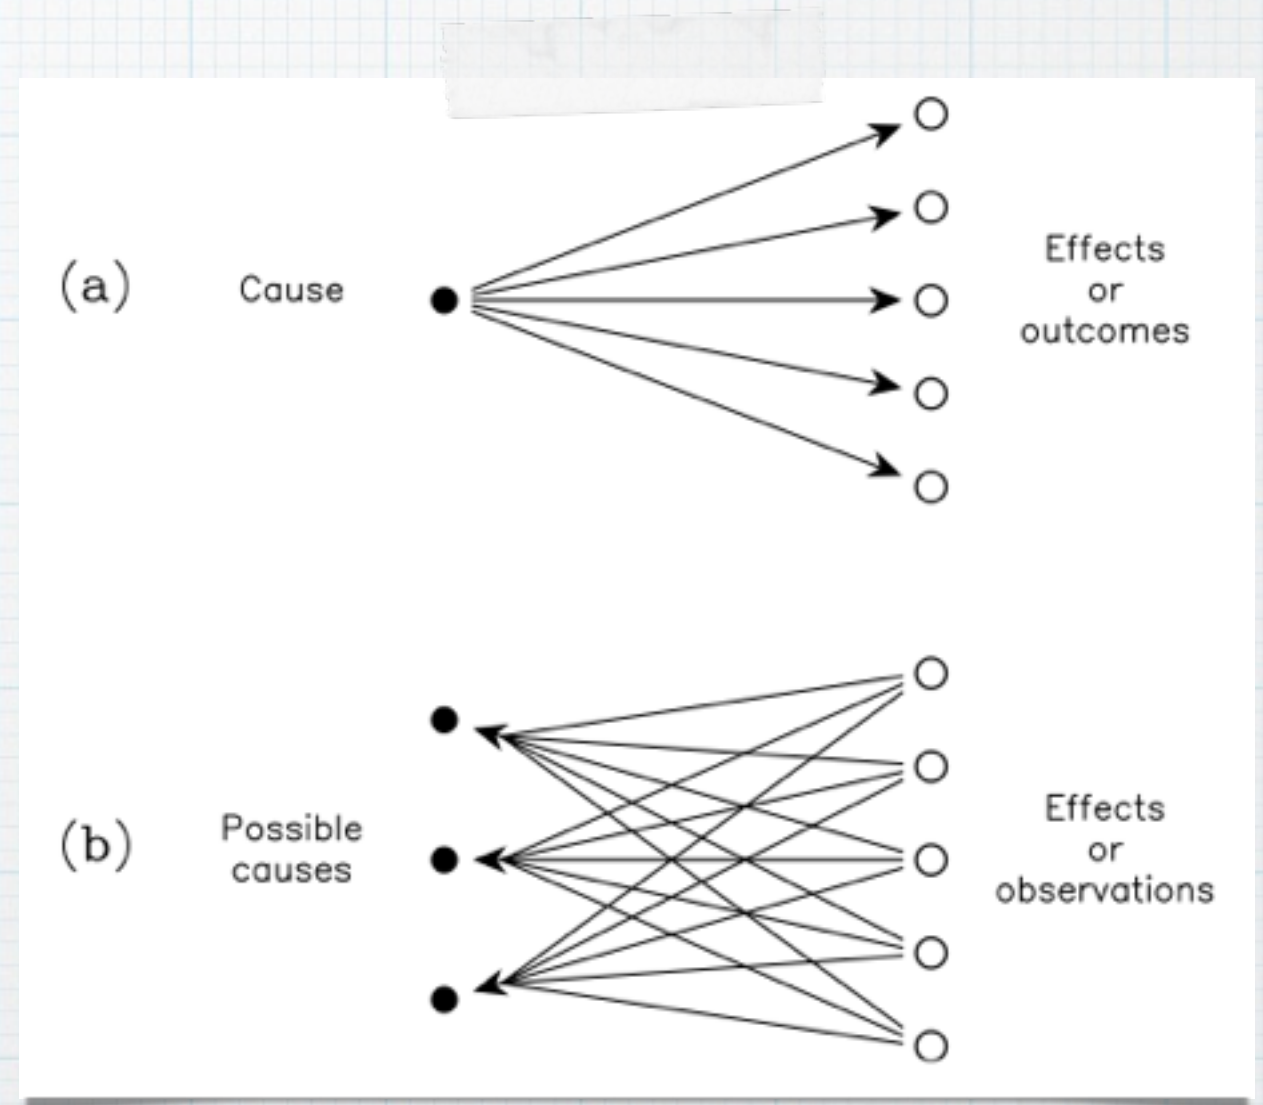 (a)
Cause
Effects
or
outcomes
(b)
Possible
causes
Effects
or
observations